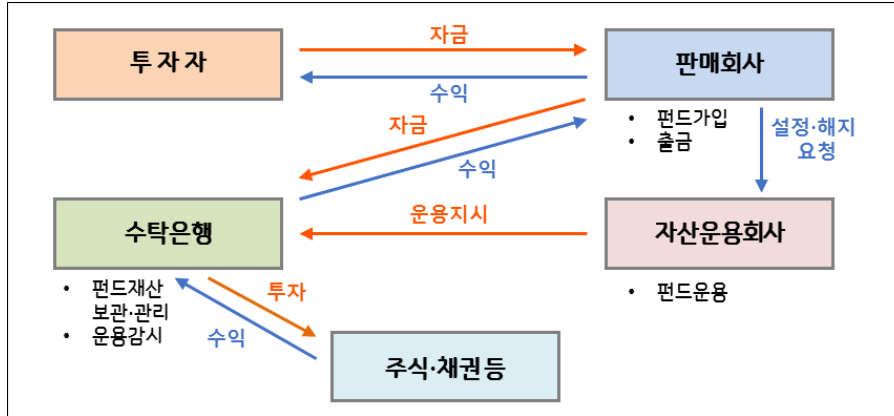 투 자 자
자금
판매회사
수익
• 펀드가입
• 출금
설정·해지
요청
자금
수익
수탁은행
운용지시
자산운용회사
• 펀드재산
보관·관리
• 운용감시
투자
수익
• 펀드운용
주식·채권 등